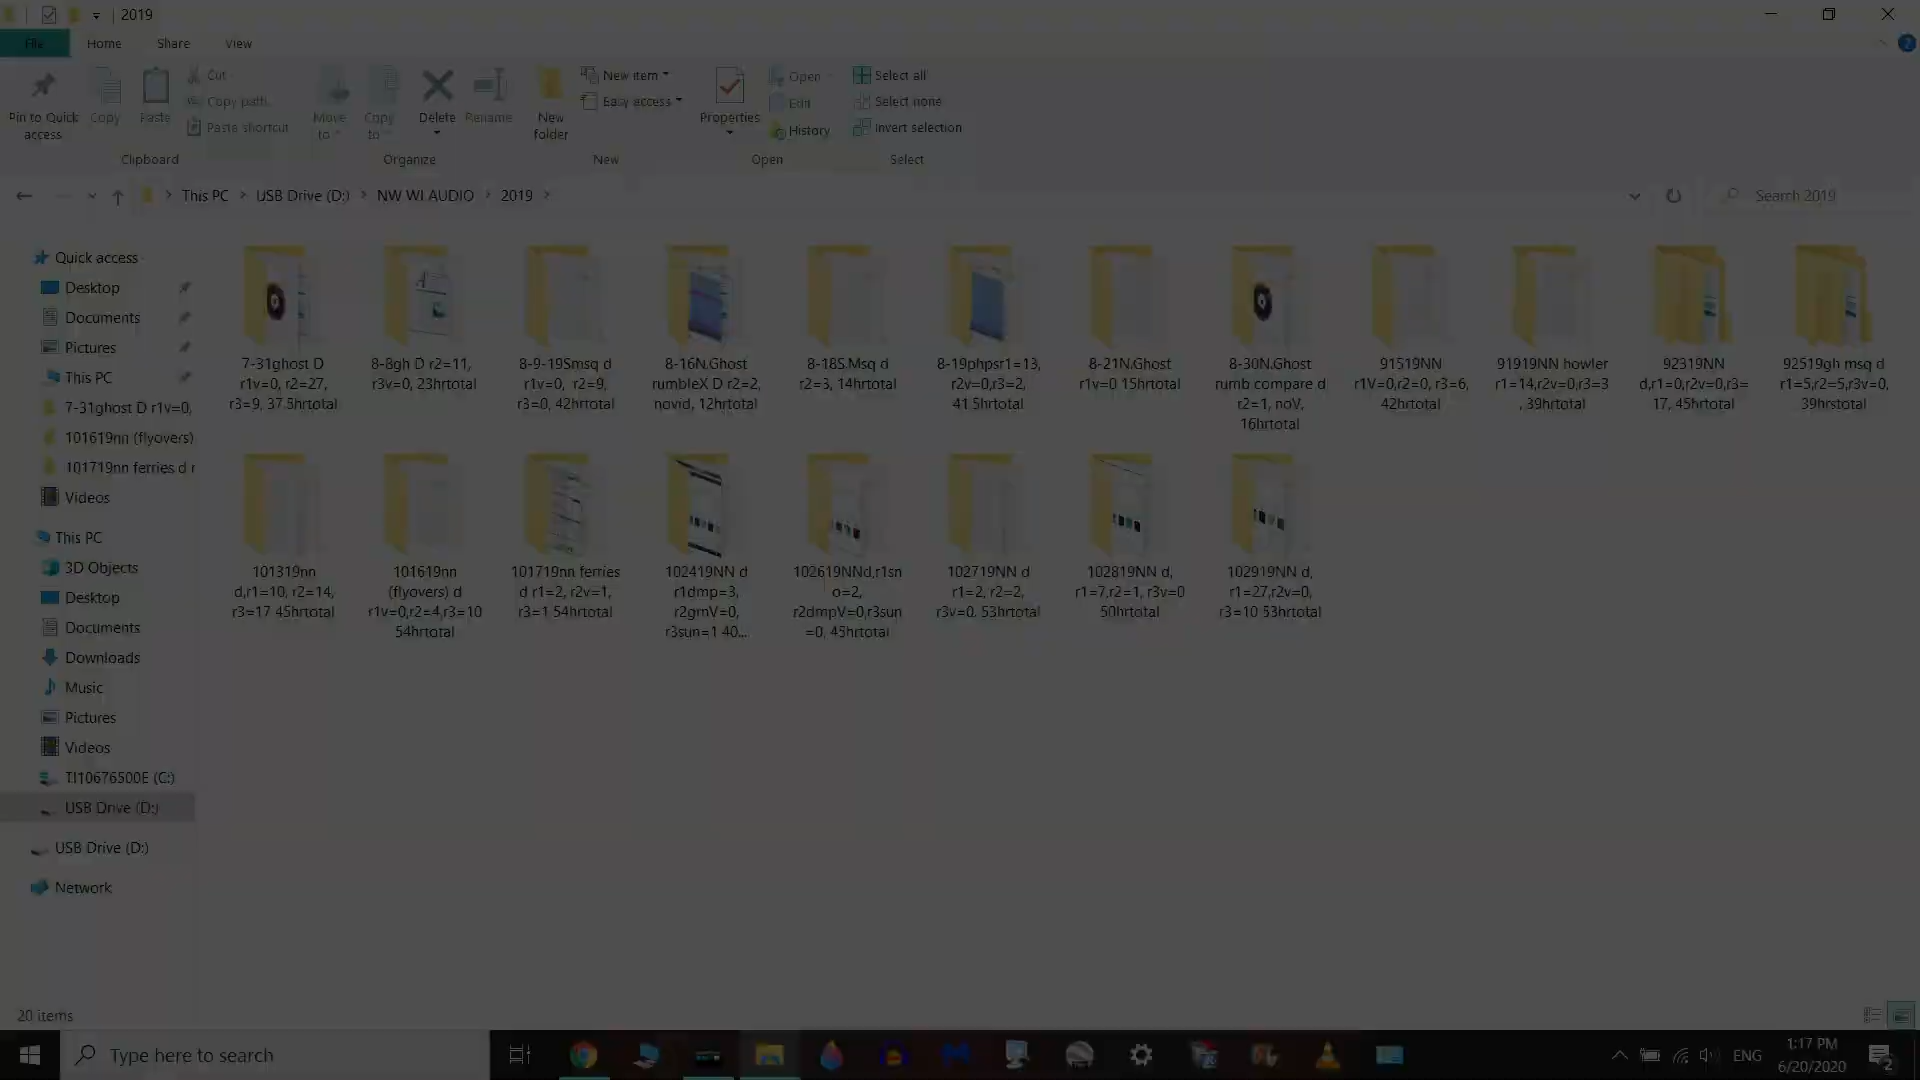 2019
File Home Share View
Pin to Quick access
Copy
Paste
Cut
Copy path
Paste shortcut
Clipboard
Move to
Copy to
Delete
Rename
Organize
New folder
New item
Easy access
New
Properties
Open
Edit
History
Open
Select all
Select none
Invert selection
Select
This PC > USB Drive (D:) > NW WI AUDIO > 2019 >
Search 2019
Quick access
Desktop
Documents
Pictures
This PC
7-31ghost D r1v=0,
101619nn (flyovers)
101719nn ferries d r
Videos
This PC
3D Objects
Desktop
Documents
Downloads
Music
Pictures
Videos
TI10676500E (C:)
USB Drive (D:)
USB Drive (D:)
Network
7-31ghost D
r1v=0, r2=27,
r3=9, 37.5hrtotal
8-8gh D r2=11,
r3v=0, 23hrtotal
8-9-19Smsq d
r1v=0, r2=9,
r3=0, 42hrtotal
8-16N.Ghost
rumbleX D r2=2,
novid, 12hrtotal
8-18S.Msq d
r2=3, 14hrtotal
8-19phpsr1=13,
r2v=0,r3=2,
41.5hrtotal
8-21N.Ghost
r1v=0 15hrtotal
8-30N.Ghost
rumb compare d
r2=1, noV,
16hrtotal
91519NN
r1V=0,r2=0, r3=6,
42hrtotal
91919NN howler
r1=14,r2v=0,r3=3
, 39hrtotal
92319NN
d,r1=0,r2v=0,r3=
17, 45hrtotal
92519gh msq d
r1=5,r2=5,r3v=0,
39hrstotal
101319nn
d,r1=10, r2=14,
r3=17 45hrtotal
101619nn
(flyovers) d
r1v=0,r2=4,r3=10
54hrtotal
101719nn ferries
d r1=2, r2v=1,
r3=1 54hrtotal
102419NN d
r1dmp=3,
r2grnV=0,
r3sun=1 40...
102619NNd,r1sn
o=2,
r2dmpV=0,r3sun
=0, 45hrtotal
102719NN d
r1=2, r2=2,
r3v=0. 53hrtotal
102819NN d,
r1=7,r2=1, r3v=0
50hrtotal
102919NN d,
r1=27,r2v=0,
r3=10 53hrtotal
20 items
Type here to search
ENG
1:17 PM
6/20/2020
2